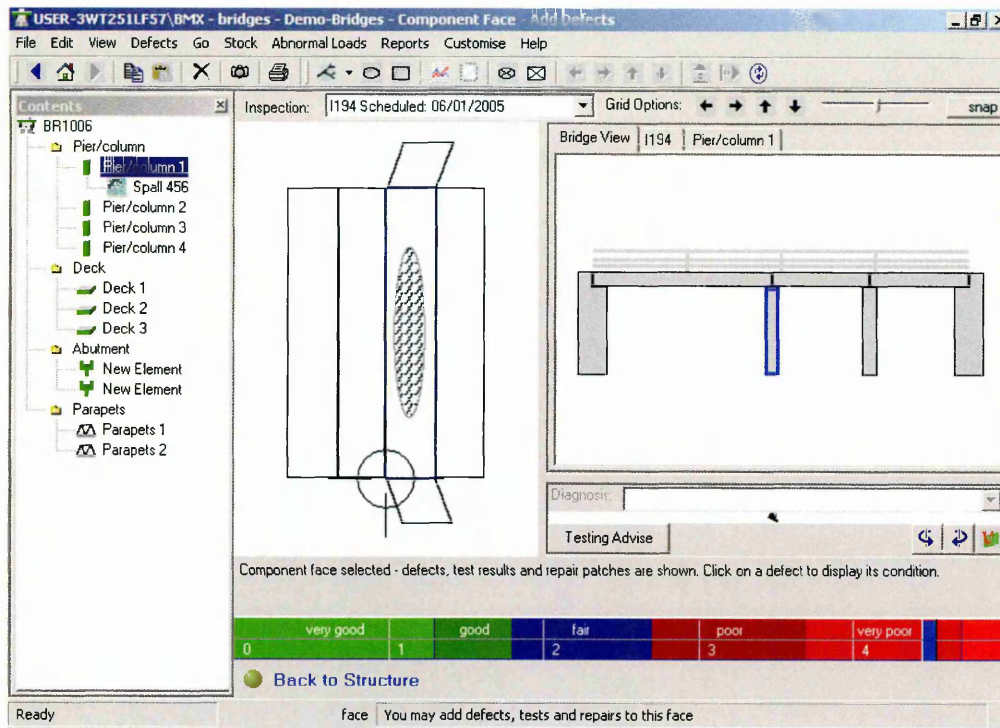 USER-3WT251LF57\BMX - bridges - Demo-Bridges - Component Face - Add Defects
File Edit View Defects Go Stock Abnormal Loads Reports Customise Help
Contents
BR1006
Pier/column
Pier/column 1
Spall 456
Pier/column 2
Pier/column 3
Pier/column 4
Deck
Deck 1
Deck 2
Deck 3
Abutment
New Element
New Element
Parapets
Parapets 1
Parapets 2
Inspection: I194 Scheduled: 06/01/2005 Grid Options: snap
Bridge View I194 Pier/column 1
Diagnosis:
Testing Advise
Component face selected - defects, test results and repair patches are shown. Click on a defect to display its condition.
very good good fair poor very poor
0 1 2 3 4
Back to Structure
Ready face You may add defects, tests and repairs to this face